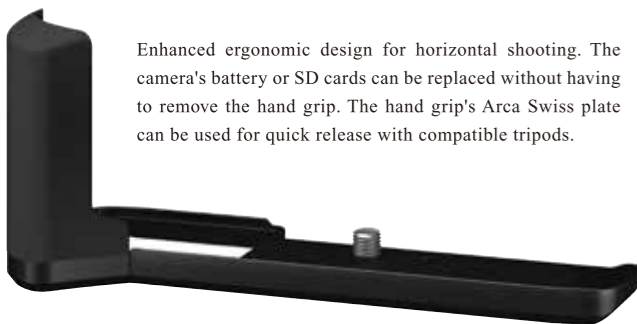 Enhanced ergonomic design for horizontal shooting. The
camera's battery or SD cards can be replaced without having
to remove the hand grip. The hand grip's Arca Swiss plate
can be used for quick release with compatible tripods.